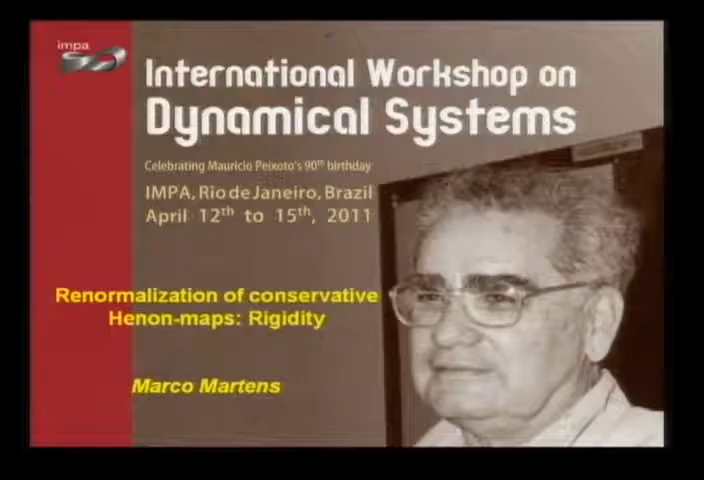 impa
International Workshop on
Dynamical Systems
Celebrating Mauricio Peixoto's 90th birthday
IMPA, Rio de Janeiro, Brazil
April 12th to 15th, 2011
Renormalization of conservative
Henon-maps: Rigidity
Marco Martens